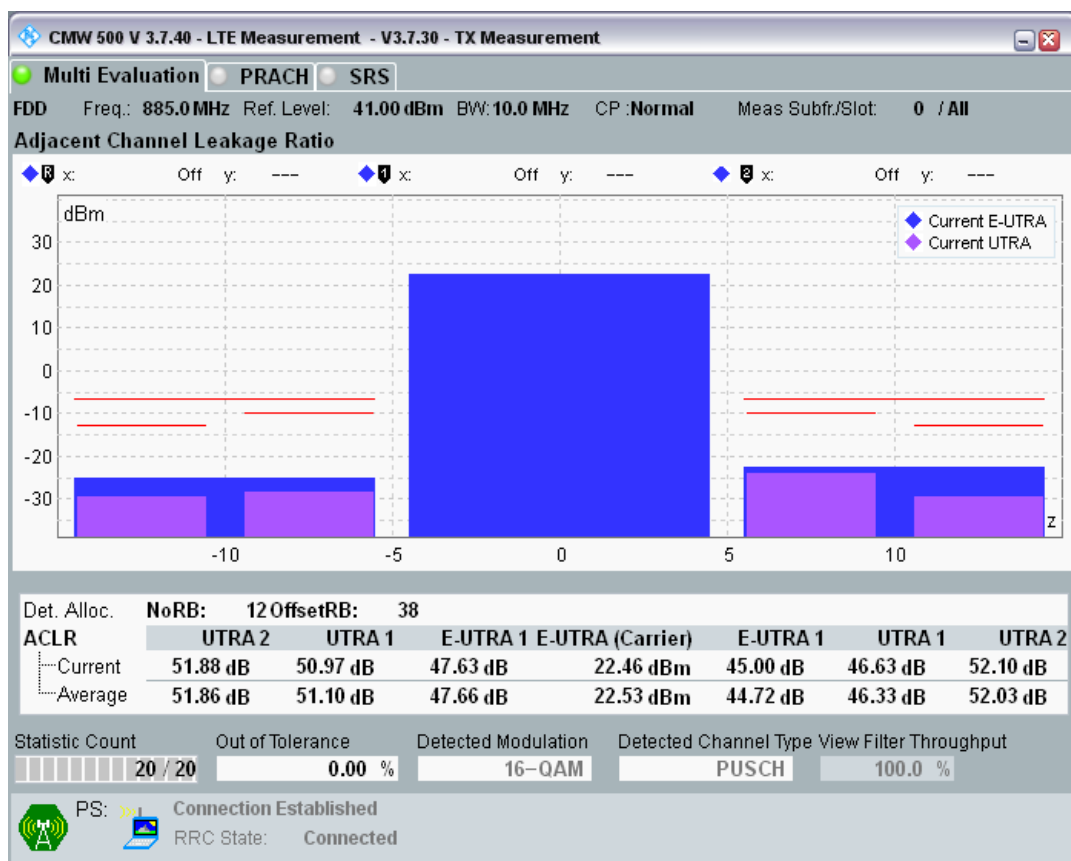 CMW 500 V 3.7.40 - LTE Measurement - V3.7.30 - TX Measurement
Multi Evaluation PRACH SRS
FDD Freq.: 885.0 MHz Ref. Level: 41.00 dBm BW: 10.0 MHz CP :Normal Meas Subfr./Slot: 0 / All
Adjacent Channel Leakage Ratio
R x: Off y: --- 1 x: Off y: --- 2 x: Off y: ---
dBm
Current E-UTRA
Current UTRA
30
20
10
0
-10
-20
-30
z
-10 -5 0 5 10
Det. Alloc. NoRB: 12 OffsetRB: 38
ACLR UTRA 2 UTRA 1 E-UTRA 1 E-UTRA (Carrier) E-UTRA 1 UTRA 1 UTRA 2
Current 51.88 dB 50.97 dB 47.63 dB 22.46 dBm 45.00 dB 46.63 dB 52.10 dB
Average 51.86 dB 51.10 dB 47.66 dB 22.53 dBm 44.72 dB 46.33 dB 52.03 dB
Statistic Count Out of Tolerance Detected Modulation Detected Channel Type View Filter Throughput
20 / 20 0.00 % 16-QAM PUSCH 100.0 %
PS: Connection Established
RRC State: Connected